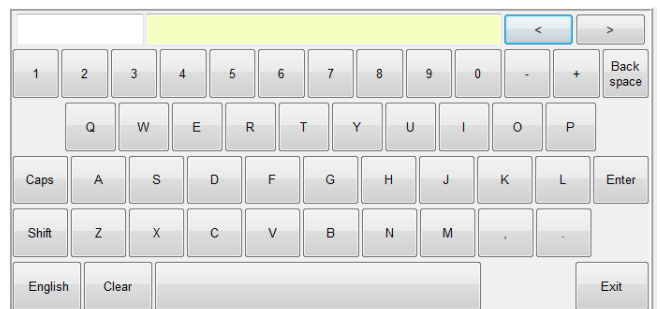 < >
1 2 3 4 5 6 7 8 9 0 - + Back space
Q W E R T Y U I O P
Caps A S D F G H J K L Enter
Shift Z X C V B N M , .
English Clear Exit